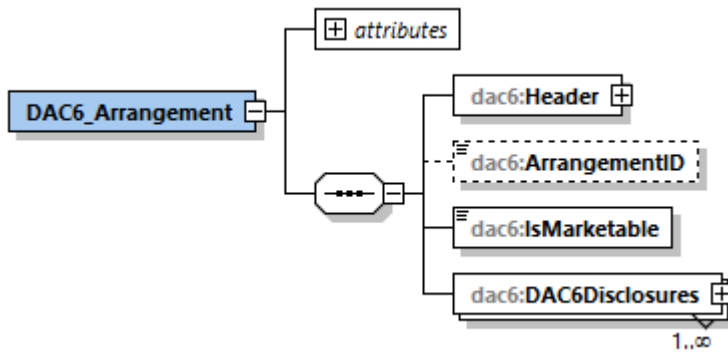 attributes
DAC6_Arrangement
dac6:Header
dac6:ArrangementID
dac6:IsMarketable
dac6:DAC6Disclosures
1..∞